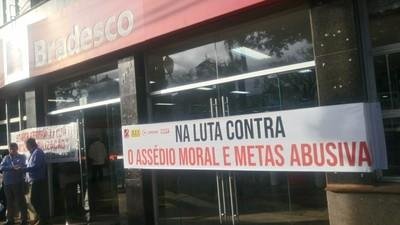 Bradesco
NA LUTA CONTRA
O ASSÉDIO MORAL E METAS ABUSIVA